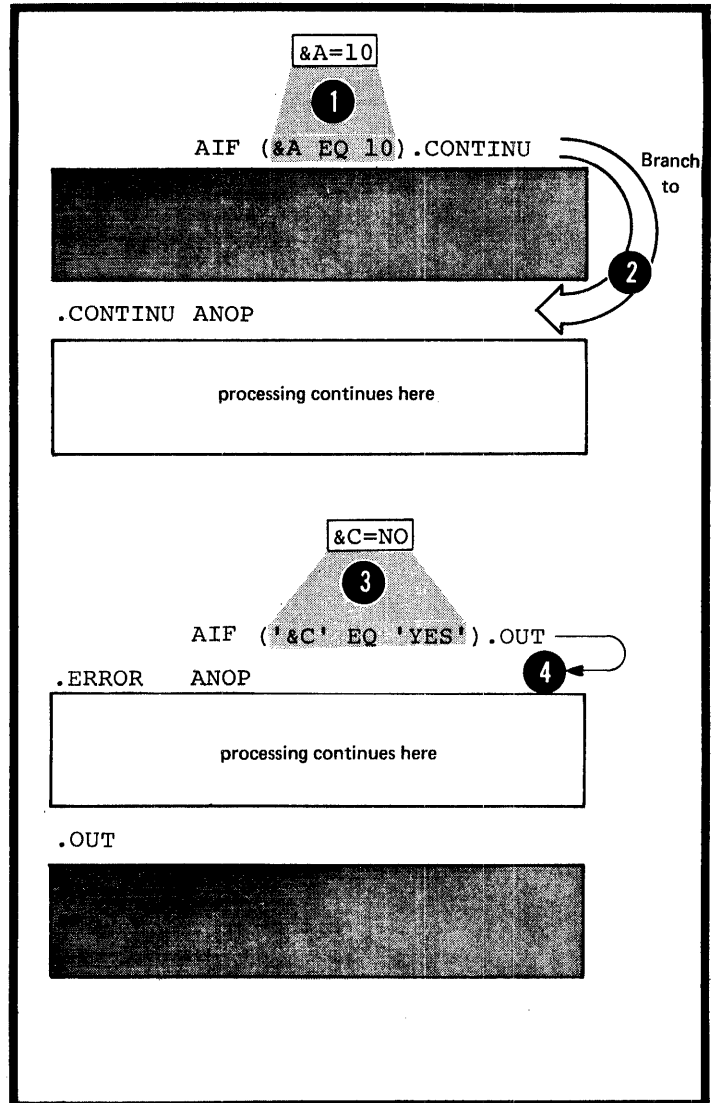 &A=10
1
AIF (&A EQ 10).CONTINU
Branch
to
2
.CONTINU ANOP
processing continues here
&C=NO
3
AIF ('&C' EQ 'YES').OUT
4
.ERROR ANOP
processing continues here
.OUT